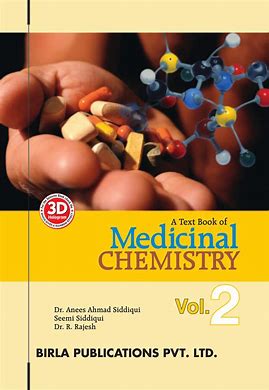 3D
Hologram
A Text Book of
Medicinal
CHEMISTRY
Vol. 2
Dr. Anees Ahmad Siddiqui
Seemi Siddiqui
Dr. R. Rajesh
BIRLA PUBLICATIONS PVT. LTD.